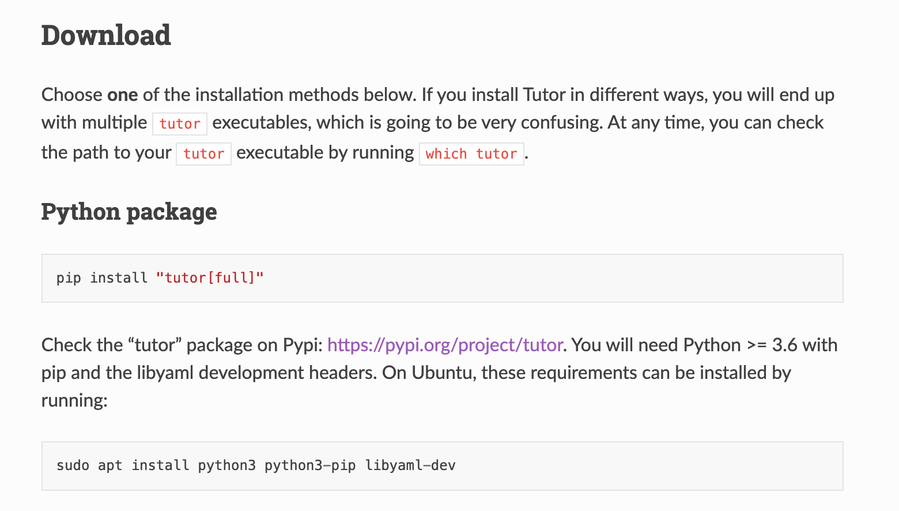 Download
Choose one of the installation methods below. If you install Tutor in different ways, you will end up
with multiple tutor executables, which is going to be very confusing. At any time, you can check
the path to your tutor executable by running which tutor.
Python package
pip install "tutor[full]"
Check the “tutor” package on Pypi: https://pypi.org/project/tutor. You will need Python >= 3.6 with
pip and the libyaml development headers. On Ubuntu, these requirements can be installed by
running:
sudo apt install python3 python3-pip libyaml-dev